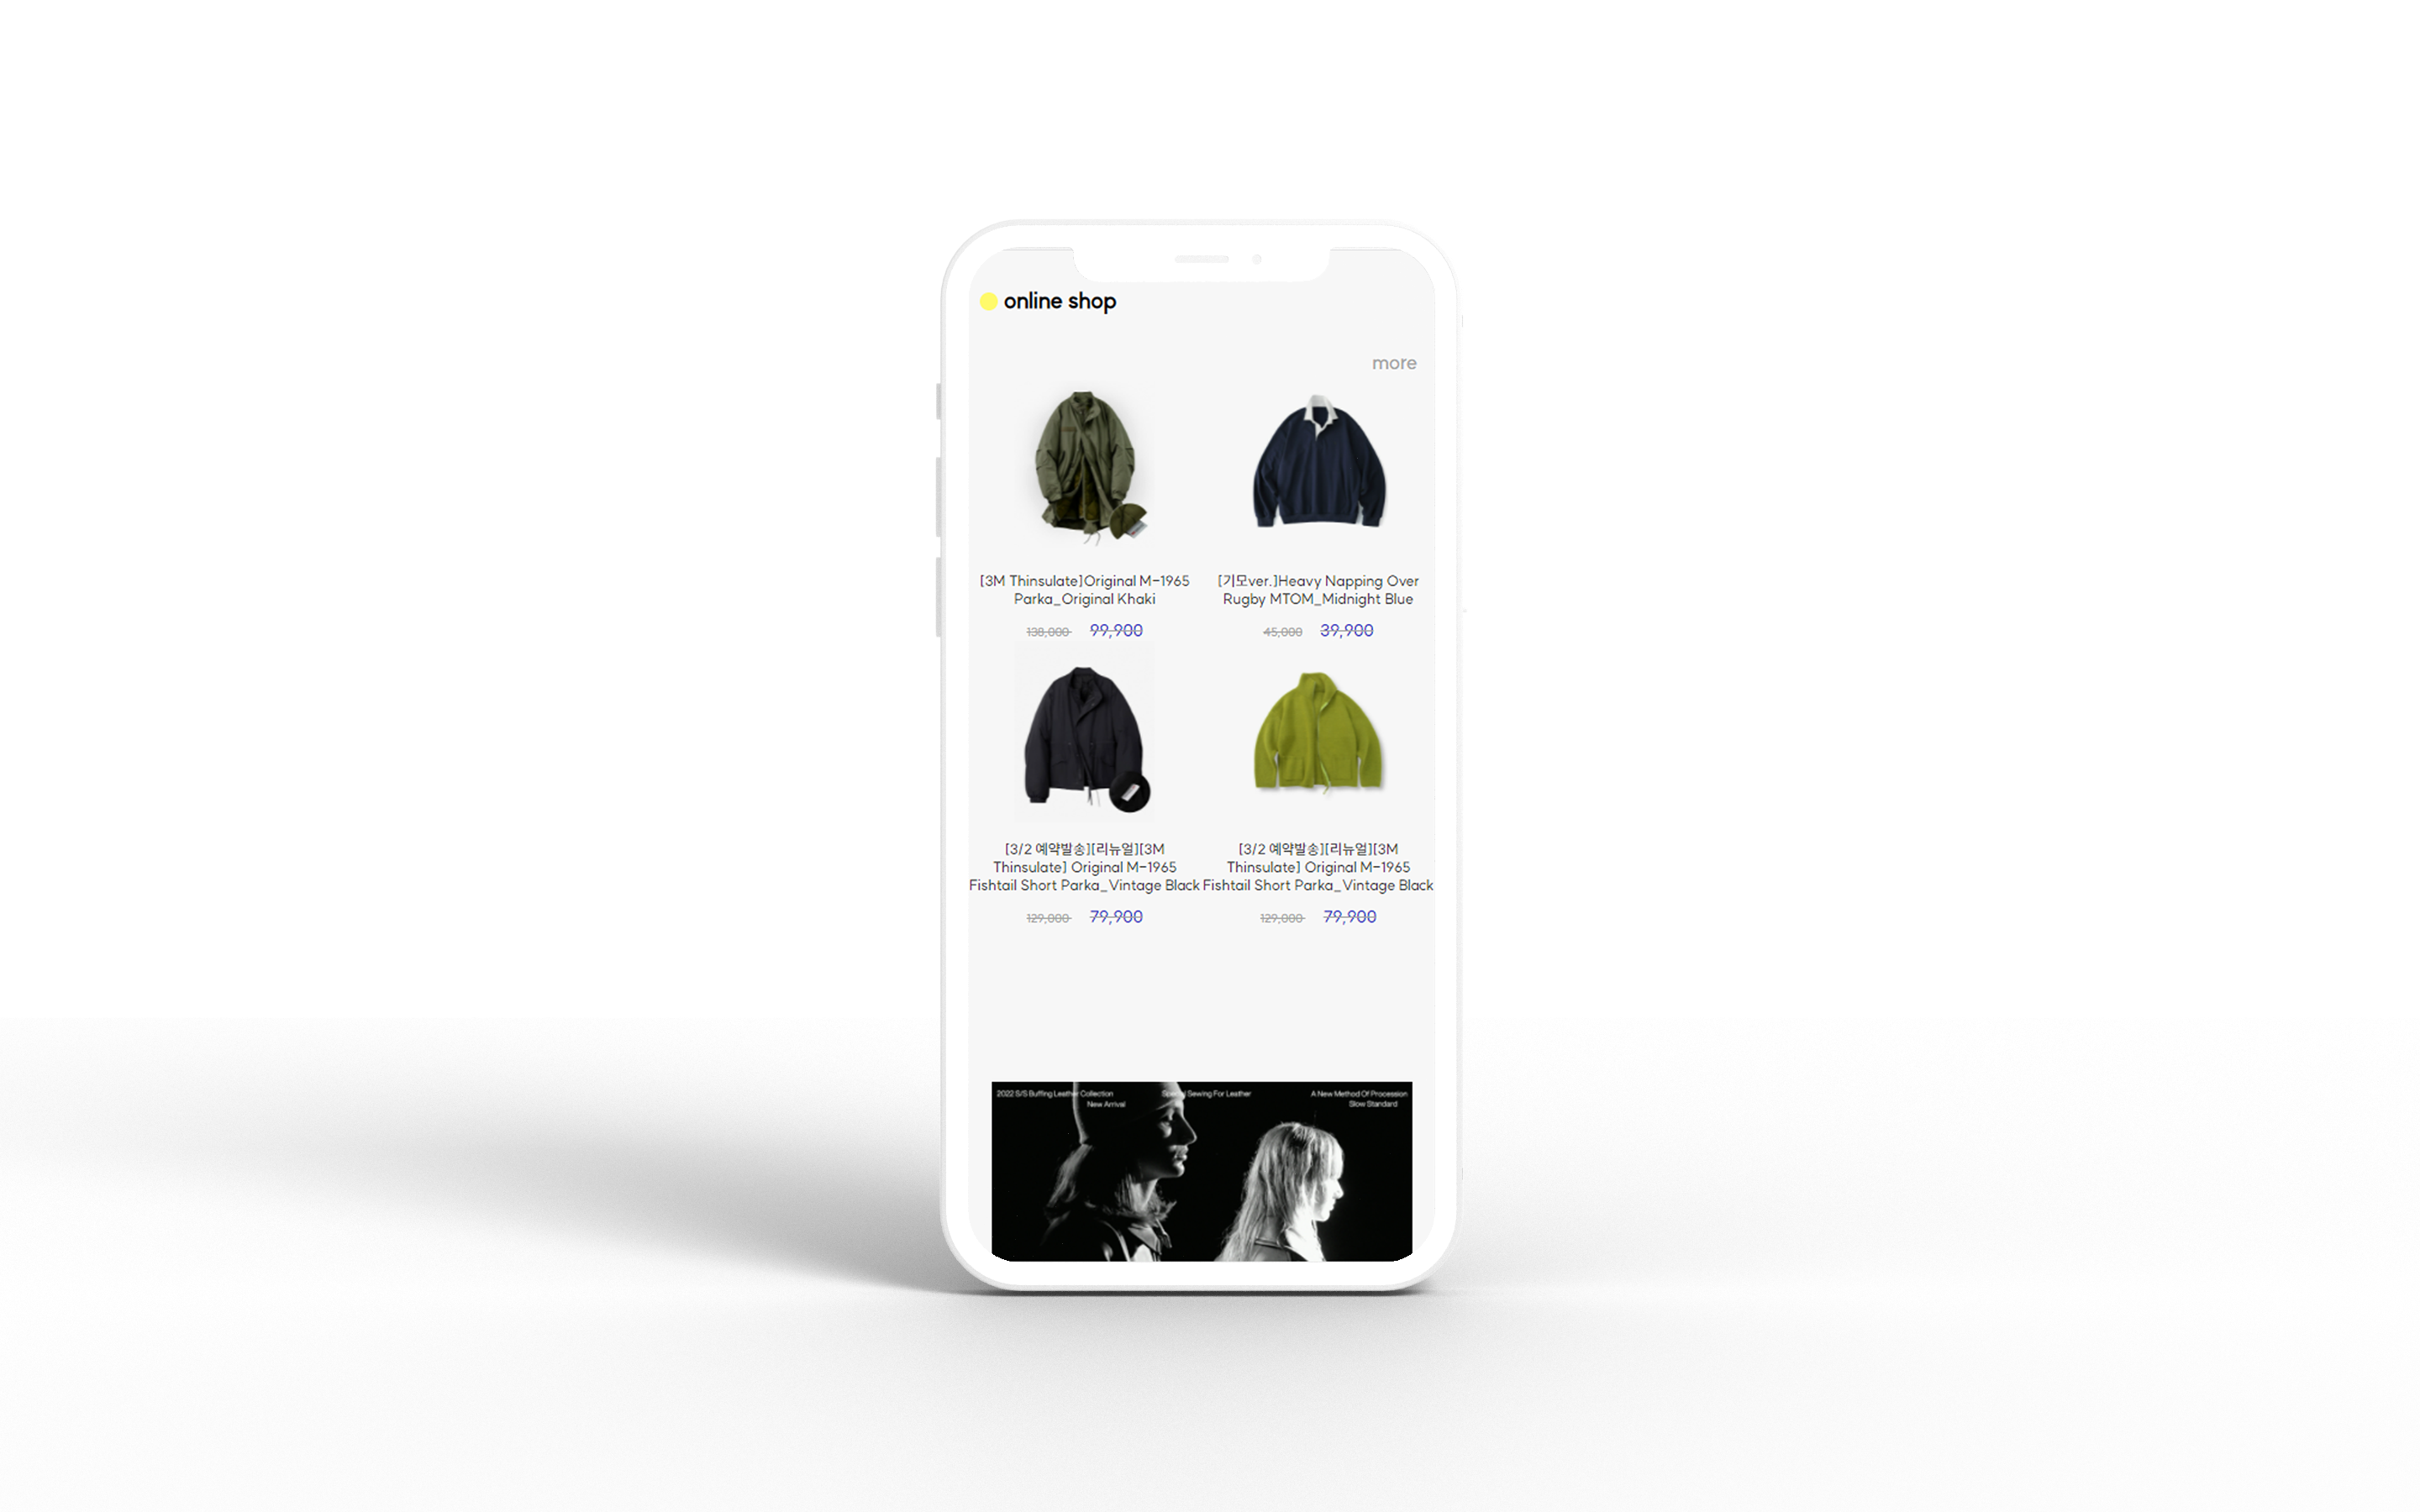 online shop
more
[3M Thinsulate]Original M-1965
Parka_Original Khaki
138,000 99,900
[기모ver.]Heavy Napping Over
Rugby MTOM_Midnight Blue
45,000 39,900
[3/2 예약발송][리뉴얼][3M
Thinsulate] Original M-1965
Fishtail Short Parka_Vintage Black
129,000 79,900
[3/2 예약발송][리뉴얼][3M
Thinsulate] Original M-1965
Fishtail Short Parka_Vintage Black
129,000 79,900
2022 S/S Buffing Leather Collection
New Arrival
Special Sewing For Leather
A New Method Of Procession
Slow Standard